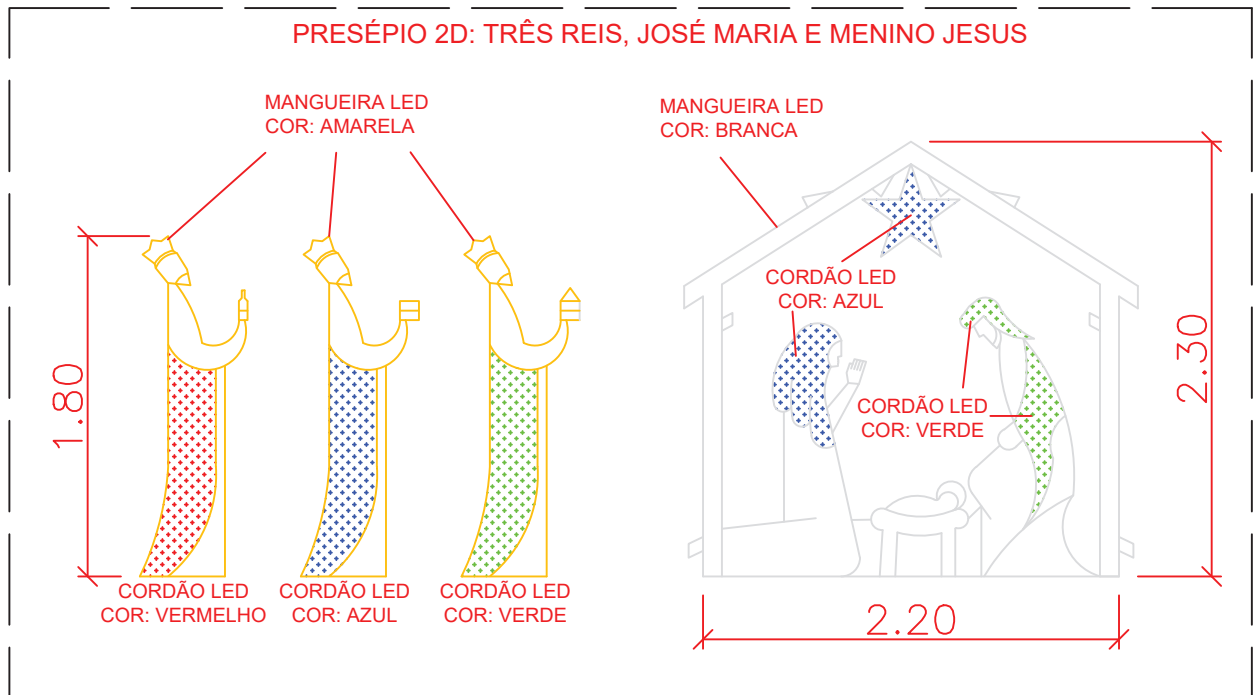 PRESÉPIO 2D: TRÊS REIS, JOSÉ MARIA E MENINO JESUS
MANGUEIRA LED
COR: AMARELA
MANGUEIRA LED
COR: BRANCA
CORDÃO LED
COR: AZUL
CORDÃO LED
COR: VERDE
1.80
2.30
CORDÃO LED
COR: VERMELHO
CORDÃO LED
COR: AZUL
CORDÃO LED
COR: VERDE
2.20